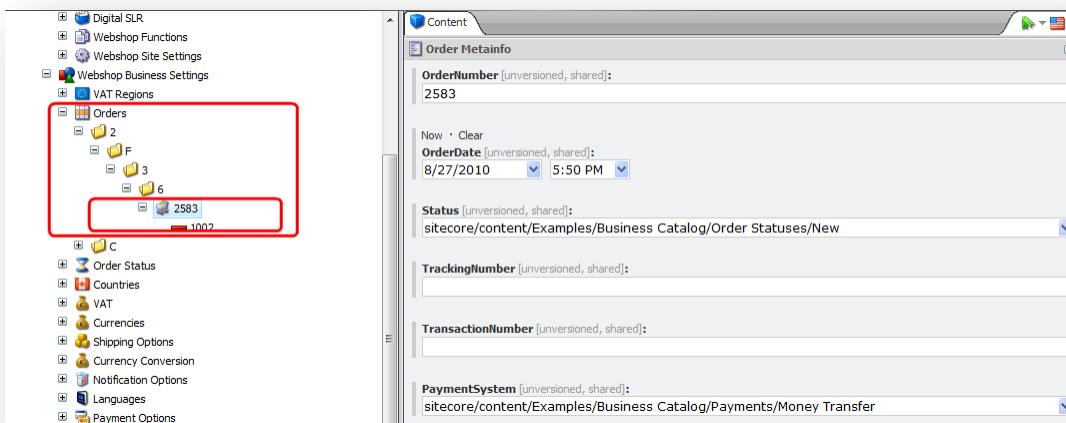 Digital SLR
Webshop Functions
Webshop Site Settings
Webshop Business Settings
VAT Regions
Orders
2
F
3
6
2583
1002
C
Order Status
Countries
VAT
Currencies
Shipping Options
Currency Conversion
Notification Options
Languages
Payment Options
Content
Order Metainfo
OrderNumber [unversioned, shared]:
2583
Now · Clear
OrderDate [unversioned, shared]:
8/27/2010 5:50 PM
Status [unversioned, shared]:
sitecore/content/Examples/Business Catalog/Order Statuses/New
TrackingNumber [unversioned, shared]:
TransactionNumber [unversioned, shared]:
PaymentSystem [unversioned, shared]:
sitecore/content/Examples/Business Catalog/Payments/Money Transfer